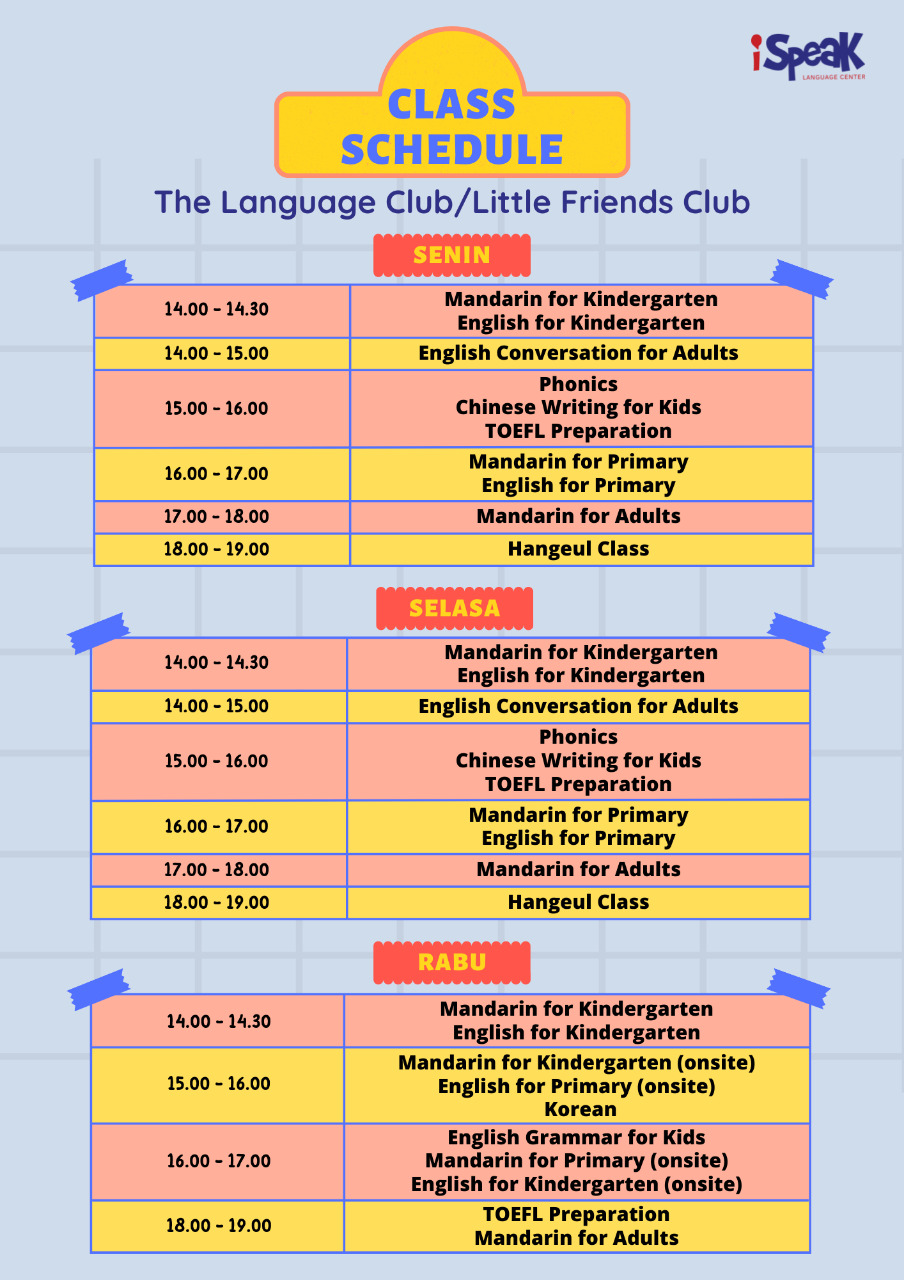 iSpeak
LANGUAGE CENTER
CLASS
SCHEDULE
The Language Club/Little Friends Club
SENIN
14.00 - 14.30
Mandarin for Kindergarten
English for Kindergarten
14.00 - 15.00
English Conversation for Adults
15.00 - 16.00
Phonics
Chinese Writing for Kids
TOEFL Preparation
16.00 - 17.00
Mandarin for Primary
English for Primary
17.00 - 18.00
Mandarin for Adults
18.00 - 19.00
Hangeul Class
SELASA
14.00 - 14.30
Mandarin for Kindergarten
English for Kindergarten
14.00 - 15.00
English Conversation for Adults
15.00 - 16.00
Phonics
Chinese Writing for Kids
TOEFL Preparation
16.00 - 17.00
Mandarin for Primary
English for Primary
17.00 - 18.00
Mandarin for Adults
18.00 - 19.00
Hangeul Class
RABU
14.00 - 14.30
Mandarin for Kindergarten
English for Kindergarten
15.00 - 16.00
Mandarin for Kindergarten (onsite)
English for Primary (onsite)
Korean
16.00 - 17.00
English Grammar for Kids
Mandarin for Primary (onsite)
English for Kindergarten (onsite)
18.00 - 19.00
TOEFL Preparation
Mandarin for Adults